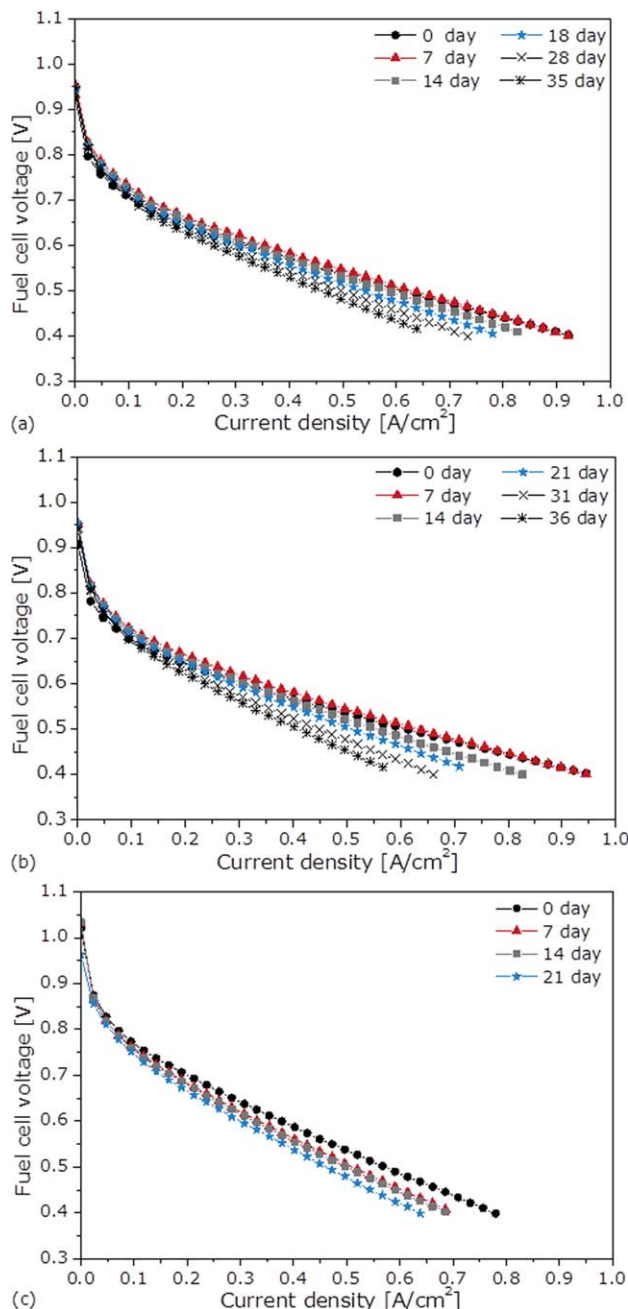 1.1
1.0
0.9
0.8
0.7
0.6
0.5
0.4
0.3
Fuel cell voltage [V]
0 day
7 day
14 day
18 day
28 day
35 day
0.0 0.1 0.2 0.3 0.4 0.5 0.6 0.7 0.8 0.9 1.0
Current density [A/cm²]
(a)
1.1
1.0
0.9
0.8
0.7
0.6
0.5
0.4
0.3
Fuel cell voltage [V]
0 day
7 day
14 day
21 day
31 day
36 day
0.0 0.1 0.2 0.3 0.4 0.5 0.6 0.7 0.8 0.9 1.0
Current density [A/cm²]
(b)
1.1
1.0
0.9
0.8
0.7
0.6
0.5
0.4
0.3
Fuel cell voltage [V]
0 day
7 day
14 day
21 day
0.0 0.1 0.2 0.3 0.4 0.5 0.6 0.7 0.8 0.9 1.0
Current density [A/cm²]
(c)